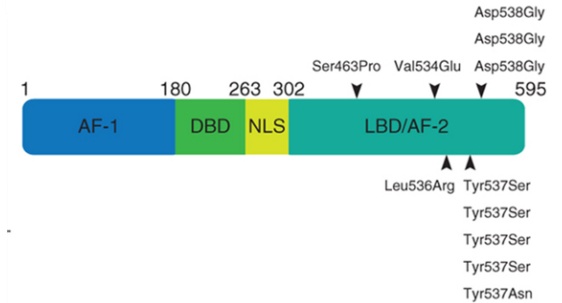 Asp538Gly
Asp538Gly
Ser463Pro Val534Glu Asp538Gly
1 180 263 302 595
AF-1 DBD NLS LBD/AF-2
Leu536Arg Tyr537Ser
Tyr537Ser
Tyr537Ser
Tyr537Ser
Tyr537Asn